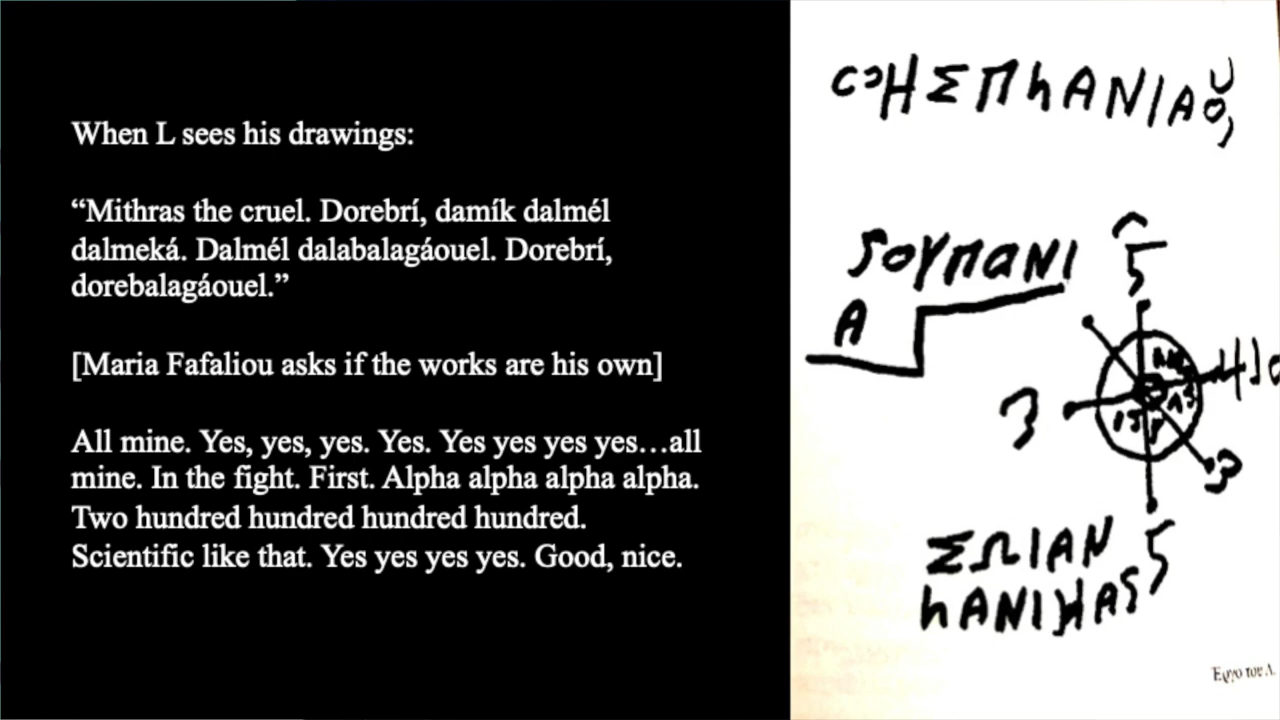 When L sees his drawings:
“Mithras the cruel. Dorebrí, damík dalmél
dalmeká. Dalmél dalabalagáouel. Dorebrí,
dorebalagáouel.”
[Maria Fafaliou asks if the works are his own]
All mine. Yes, yes, yes. Yes. Yes yes yes yes…all
mine. In the fight. First. Alpha alpha alpha alpha.
Two hundred hundred hundred hundred.
Scientific like that. Yes yes yes yes. Good, nice.
5
A
3
3
ΣΩΙΑΝ
5
Έργο του Λ.